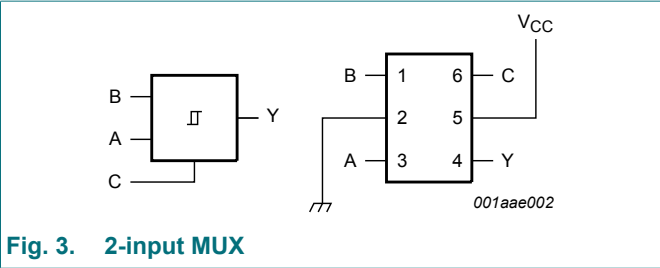 VCC
B
A
C
Y
B 1 6 C
2 5
A 3 4 Y
001aae002
Fig. 3. 2-input MUX